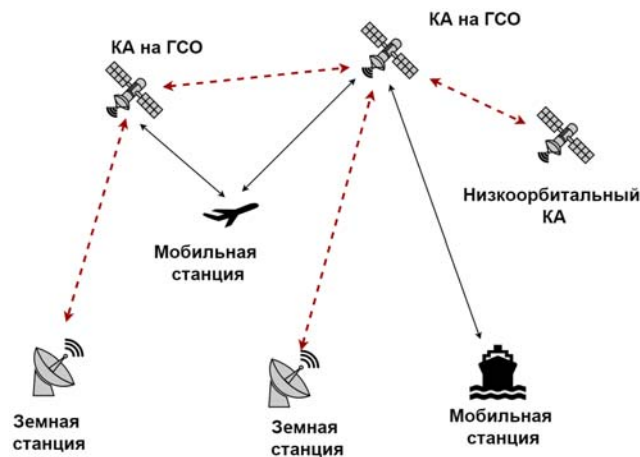 КА на ГСО
КА на ГСО
Низкоорбитальный
КА
Мобильная
станция
Земная
станция
Земная
станция
Мобильная
станция